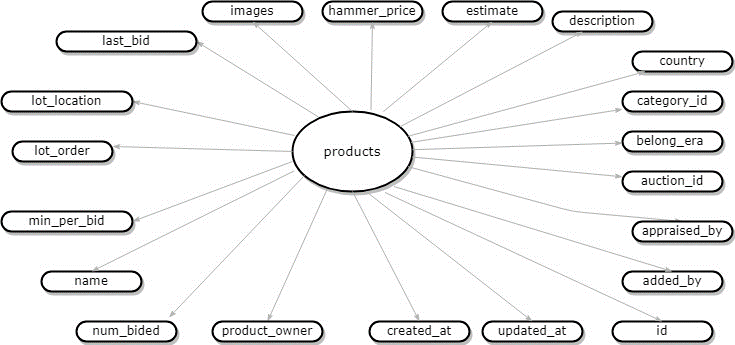 images
hammer_price
estimate
description
last_bid
country
lot_location
category_id
belong_era
lot_order
products
auction_id
min_per_bid
appraised_by
name
added_by
num_bided
product_owner
created_at
updated_at
id